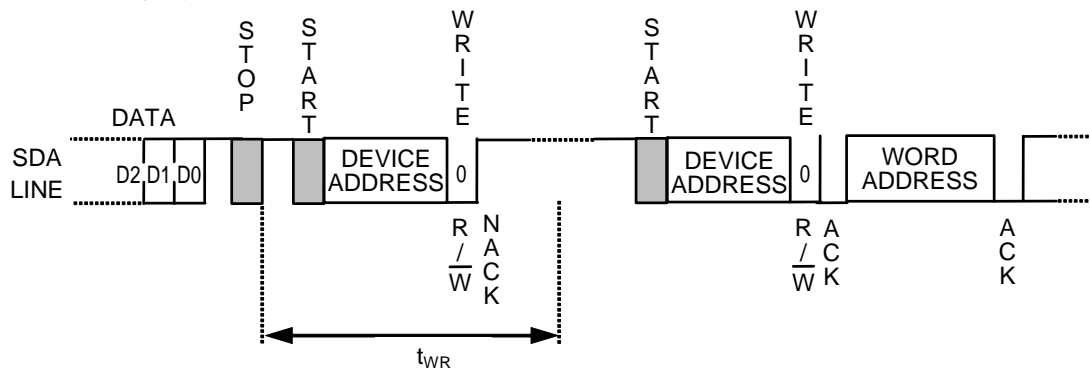 STOP
START
WRITE
START
WRITE
DATA
SDA
LINE
D2 D1 D0
DEVICE
ADDRESS
0
DEVICE
ADDRESS
0
WORD
ADDRESS
R/W
NACK
R/W
ACK
ACK
tWR